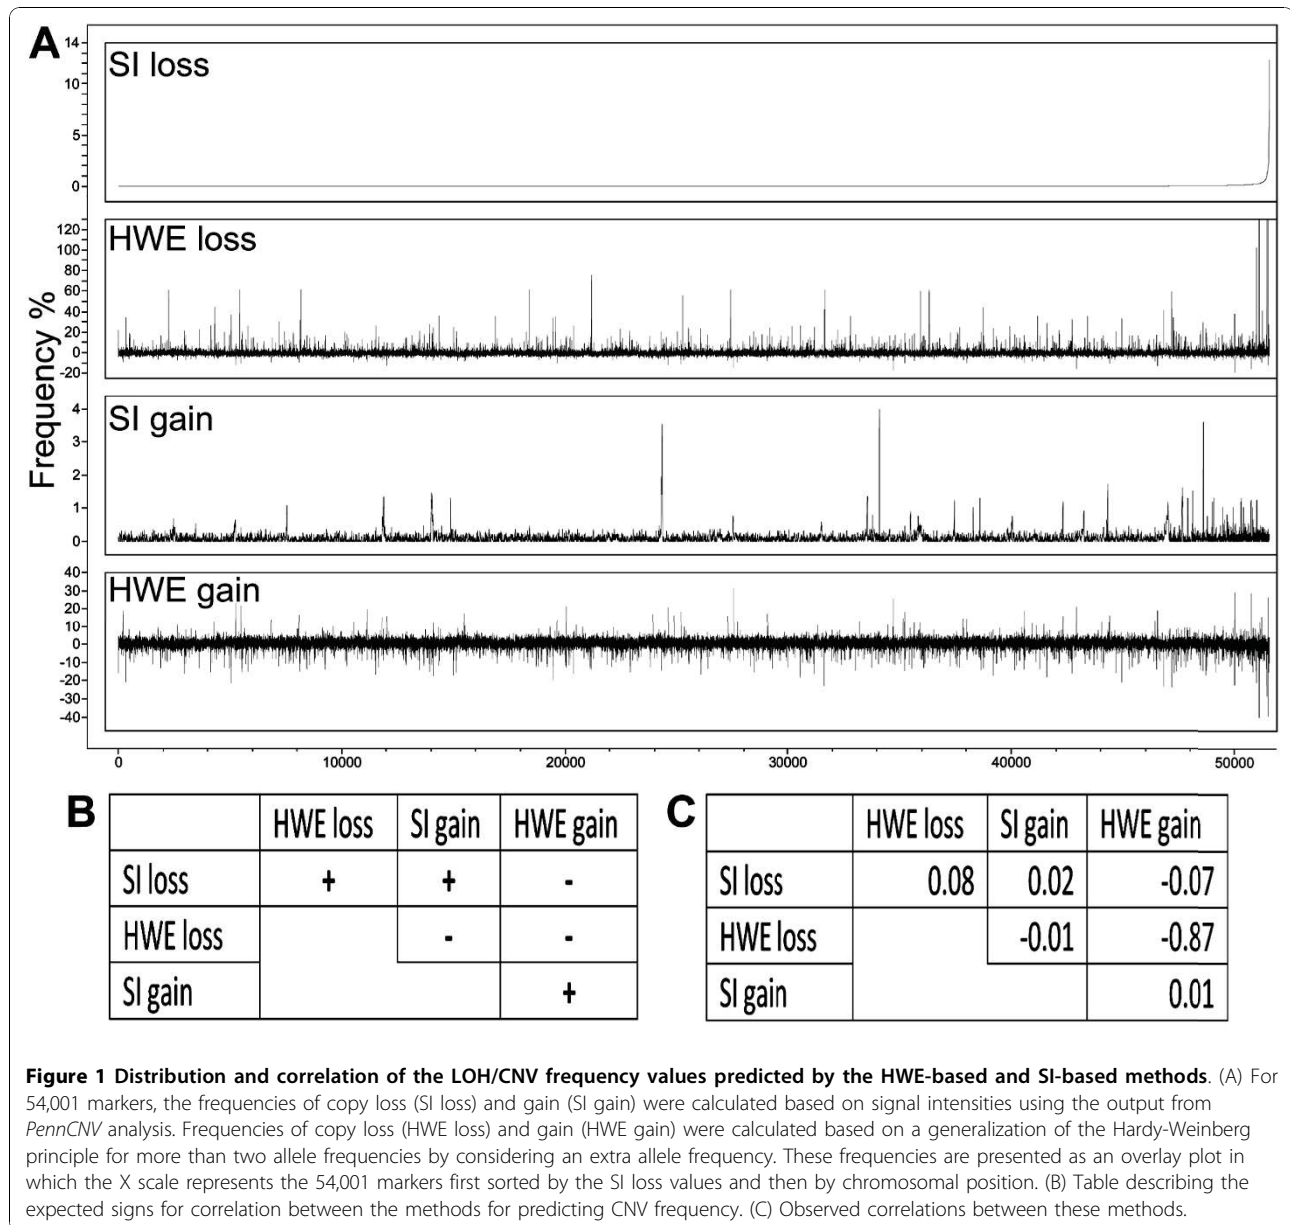 A
SI loss
14
10
5
0
HWE loss
120
100
80
60
40
20
0
-20
Frequency %
SI gain
4
3
2
1
0
HWE gain
40
30
20
10
0
-10
-20
-30
-40
0 10000 20000 30000 40000 50000
B
HWE loss SI gain HWE gain
SI loss + + -
HWE loss - -
SI gain +
C
HWE loss SI gain HWE gain
SI loss 0.08 0.02 -0.07
HWE loss -0.01 -0.87
SI gain 0.01
Figure 1 Distribution and correlation of the LOH/CNV frequency values predicted by the HWE-based and SI-based methods. (A) For
54,001 markers, the frequencies of copy loss (SI loss) and gain (SI gain) were calculated based on signal intensities using the output from
PennCNV analysis. Frequencies of copy loss (HWE loss) and gain (HWE gain) were calculated based on a generalization of the Hardy-Weinberg
principle for more than two allele frequencies by considering an extra allele frequency. These frequencies are presented as an overlay plot in
which the X scale represents the 54,001 markers first sorted by the SI loss values and then by chromosomal position. (B) Table describing the
expected signs for correlation between the methods for predicting CNV frequency. (C) Observed correlations between these methods.